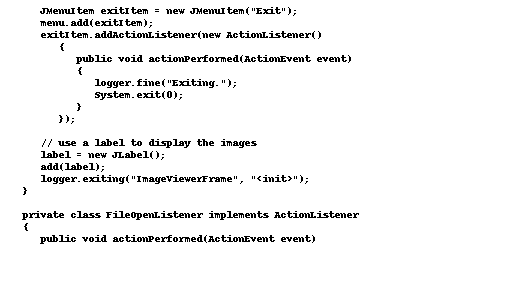 JMenuItem exitItem = new JMenuItem("Exit");
menu.add(exitItem);
exitItem.addActionListener(new ActionListener()
{
public void actionPerformed(ActionEvent event)
{
logger.fine("Exiting.");
System.exit(0);
}
});
// use a label to display the images
label = new JLabel();
add(label);
logger.exiting("ImageViewerFrame", "<init>");
}
private class FileOpenListener implements ActionListener
{
public void actionPerformed(ActionEvent event)